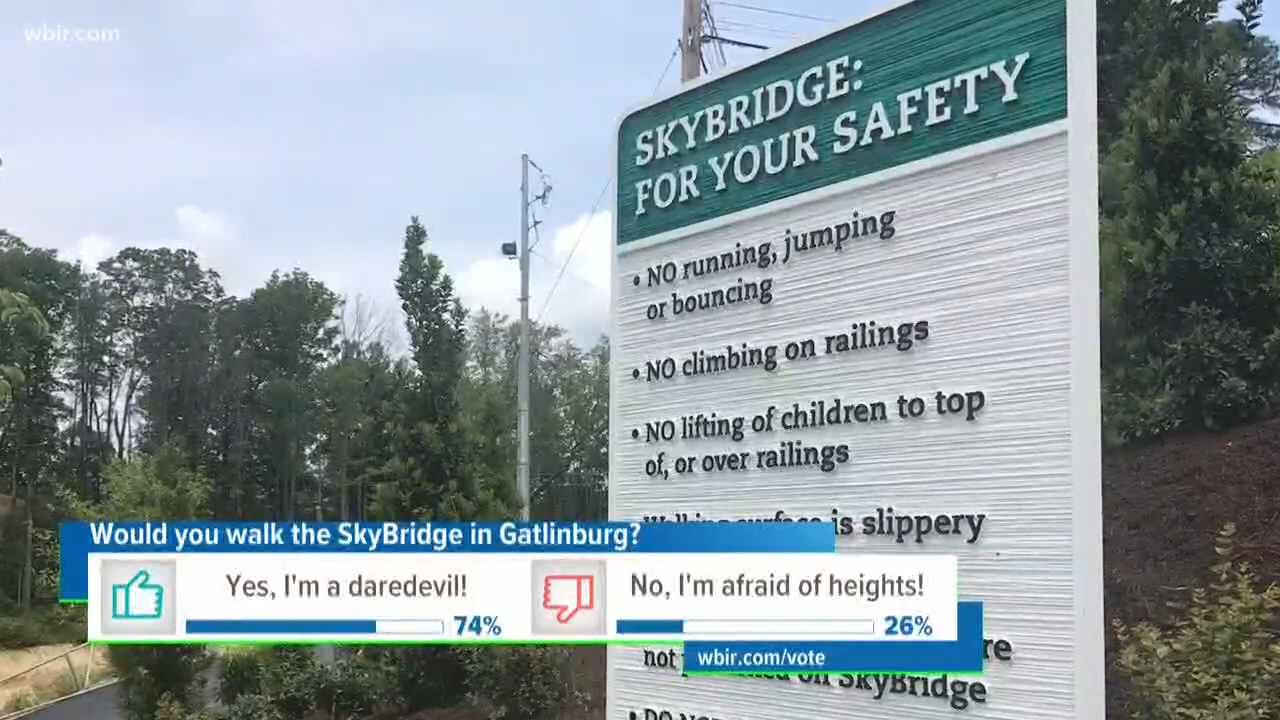 wbir.com
SKYBRIDGE:
FOR YOUR SAFETY
• NO running, jumping
or bouncing
• NO climbing on railings
• NO lifting of children to top
of, or over railings
is slippery
not
on SkyBridge
Would you walk the SkyBridge in Gatlinburg?
Yes, I'm a daredevil!
74%
No, I'm afraid of heights!
26%
wbir.com/vote